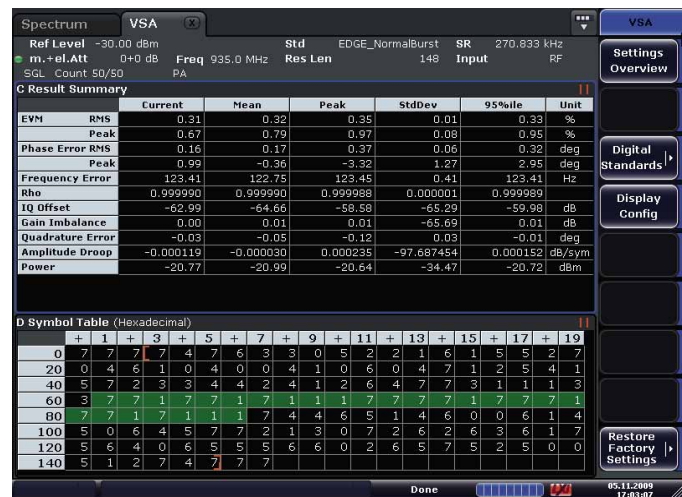 Spectrum VSA
VSA
Ref Level -30.00 dBm Std EDGE_NormalBurst SR 270.833 kHz
m.+el.Att 0+0 dB Freq 935.0 MHz Res Len 148 Input RF
SGL Count 50/50 PA
Settings Overview
C Result Summary
Current Mean Peak StdDev 95%ile Unit
EVM RMS 0.31 0.32 0.35 0.01 0.33 %
Peak 0.67 0.79 0.97 0.08 0.95 %
Phase Error RMS 0.16 0.17 0.37 0.06 0.32 deg
Peak 0.99 -0.36 -3.32 1.27 2.95 deg
Frequency Error 123.41 122.75 123.45 0.41 123.41 Hz
Rho 0.999990 0.999990 0.999988 0.000001 0.999989
IQ Offset -62.99 -64.66 -58.58 -65.29 -59.98 dB
Gain Imbalance 0.00 0.01 0.01 -65.69 0.01 dB
Quadrature Error -0.03 -0.05 -0.12 0.03 -0.01 deg
Amplitude Droop -0.000119 -0.000030 0.000235 -97.687454 0.000152 dB/sym
Power -20.77 -20.99 -20.64 -34.47 -20.72 dBm
Digital Standards
Display Config
D Symbol Table (Hexadecimal)
+ 1 + 3 + 5 + 7 + 9 + 11 + 13 + 15 + 17 + 19
0 7 7 7 7 4 7 6 3 3 0 5 2 2 1 6 1 5 5 2 7
20 0 4 6 1 0 4 0 0 4 1 0 6 0 4 7 1 2 5 4 1
40 5 7 2 3 3 4 4 2 4 1 2 6 4 7 7 3 1 1 1 3
60 3 7 7 1 7 7 1 7 1 1 1 7 7 7 1 7 7 7 7 1
80 7 7 1 7 1 1 1 7 4 4 6 5 1 4 6 0 0 6 1 4
100 5 0 6 4 5 7 7 2 1 3 0 7 2 6 2 6 3 6 1 7
120 5 6 4 0 6 5 5 5 6 6 0 2 6 5 7 5 2 5 0 0
140 5 1 2 7 4 7 7 7
Restore Factory Settings
Done
05.11.2009
17:03:07